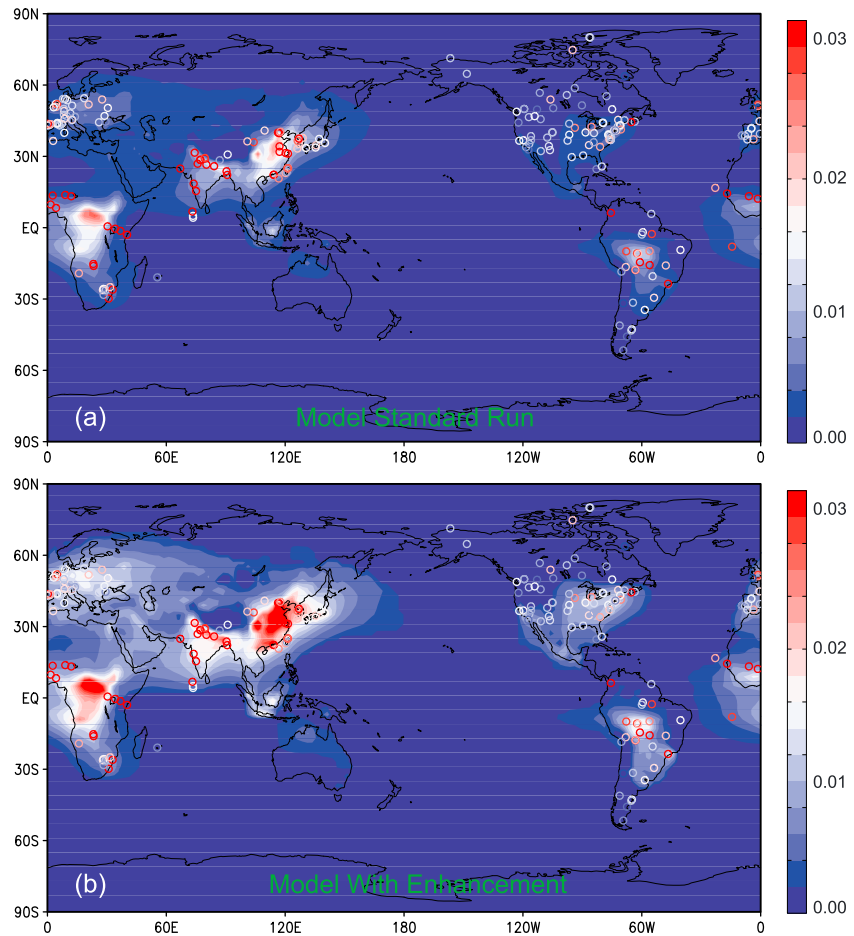 90N
60N
30N
EQ
30S
60S
90S
0
60E
120E
180
120W
60W
0
(a)
Model Standard Run
0.03
0.02
0.01
0.00
90N
60N
30N
EQ
30S
60S
90S
0
60E
120E
180
120W
60W
0
(b)
Model With Enhancement
0.03
0.02
0.01
0.00